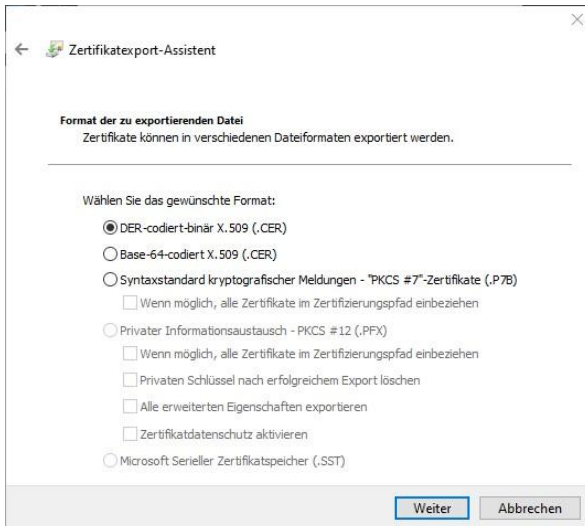 Zertifikatexport-Assistent
Format der zu exportierenden Datei
Zertifikate können in verschiedenen Dateiformaten exportiert werden.
Wählen Sie das gewünschte Format:
DER-codiert-binär X.509 (.CER)
Base-64-codiert X.509 (.CER)
Syntaxstandard kryptografischer Meldungen - "PKCS #7"-Zertifikate (.P7B)
Wenn möglich, alle Zertifikate im Zertifizierungspfad einbeziehen
Privater Informationsaustausch - PKCS #12 (.PFX)
Wenn möglich, alle Zertifikate im Zertifizierungspfad einbeziehen
Privaten Schlüssel nach erfolgreichem Export löschen
Alle erweiterten Eigenschaften exportieren
Zertifikatdatenschutz aktivieren
Microsoft Serieller Zertifikatspeicher (.SST)
Weiter Abbrechen